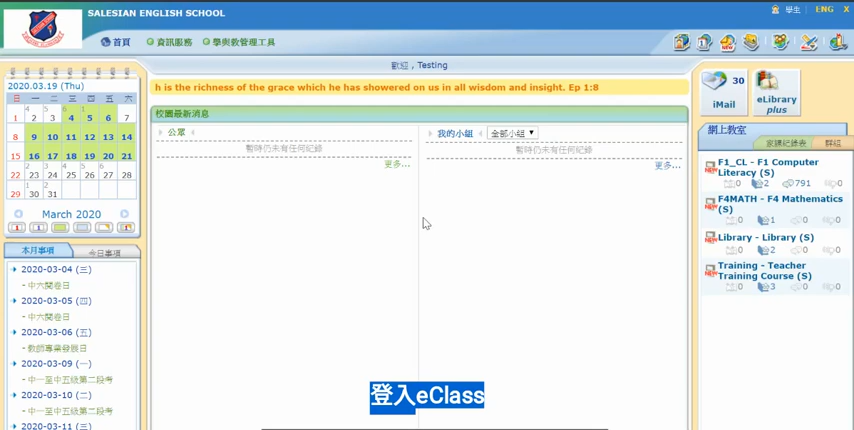 SALESIAN ENGLISH SCHOOL
學生 ENG X
首頁 資訊服務 學與教管理工具
歡迎 , Testing
2020.03.19 (Thu)
h is the richness of the grace which he has showered on us in all wisdom and insight. Ep 1:8
日 一 二 三 四 五 六
1 2 3 4 5 6 7
8 9 10 11 12 13 14
15 16 17 18 19 20 21
22 23 24 25 26 27 28
29 30 31
March 2020
本月事項 今日事項
2020-03-04 (三)
- 中六閱卷日
2020-03-05 (四)
- 中六閱卷日
2020-03-06 (五)
- 教師專業發展日
2020-03-09 (一)
- 中一至中五級第二段考
2020-03-10 (二)
- 中一至中五級第二段考
2020-03-11 (三)
校園最新消息
公眾
暫時仍未有任何紀錄
更多...
我的小組 全部小組
暫時仍未有任何紀錄
更多...
30
iMail
eLibrary
plus
網上教室
家課紀錄表 群組
NEW F1_CL - F1 Computer
Literacy (S)
0 2 791 0
NEW F4MATH - F4 Mathematics
(S)
0 1 0 0
NEW Library - Library (S)
0 2 0 0
NEW Training - Teacher
Training Course (S)
0 3 0 0
登入eClass